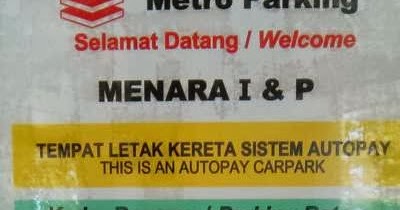 Metro Parking
Selamat Datang / Welcome
MENARA I & P
TEMPAT LETAK KERETA SISTEM AUTOPAY
THIS IS AN AUTOPAY CARPARK